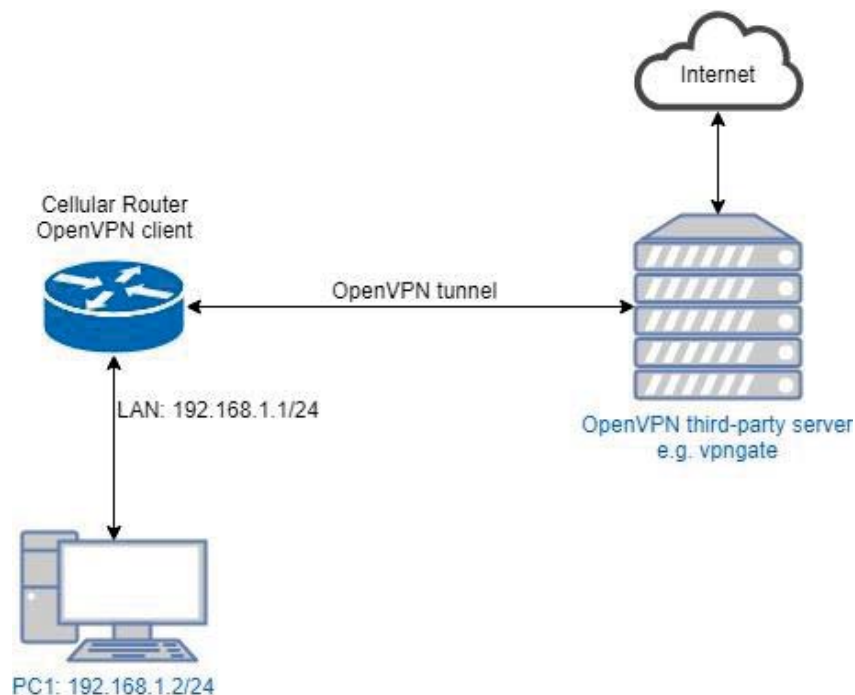 Internet
Cellular Router
OpenVPN client
OpenVPN tunnel
LAN: 192.168.1.1/24
OpenVPN third-party server
e.g. vpngate
PC1: 192.168.1.2/24